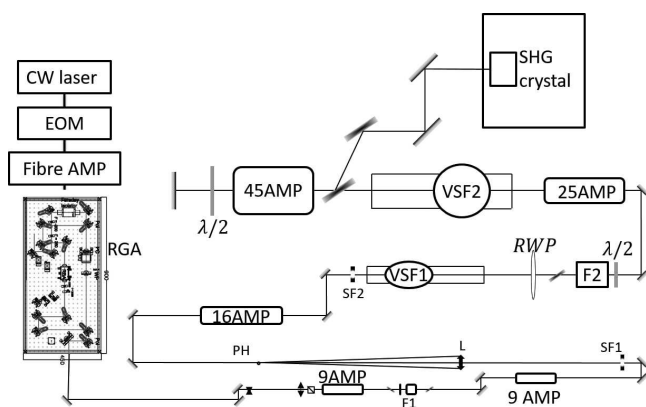 CW laser
EOM
Fibre AMP
RGA
SHG
crystal
λ/2
45AMP
VSF2
25AMP
RWP
λ/2
F2
VSF1
SF2
16AMP
PH
L
SF1
9AMP
F1
9 AMP